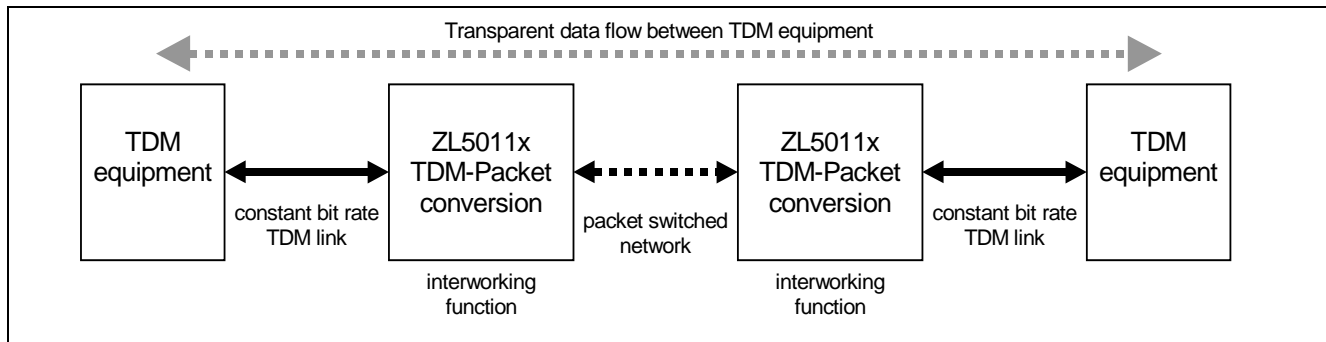 Transparent data flow between TDM equipment
TDM
equipment
constant bit rate
TDM link
ZL5011x
TDM-Packet
conversion
interworking
function
packet switched
network
ZL5011x
TDM-Packet
conversion
interworking
function
constant bit rate
TDM link
TDM
equipment